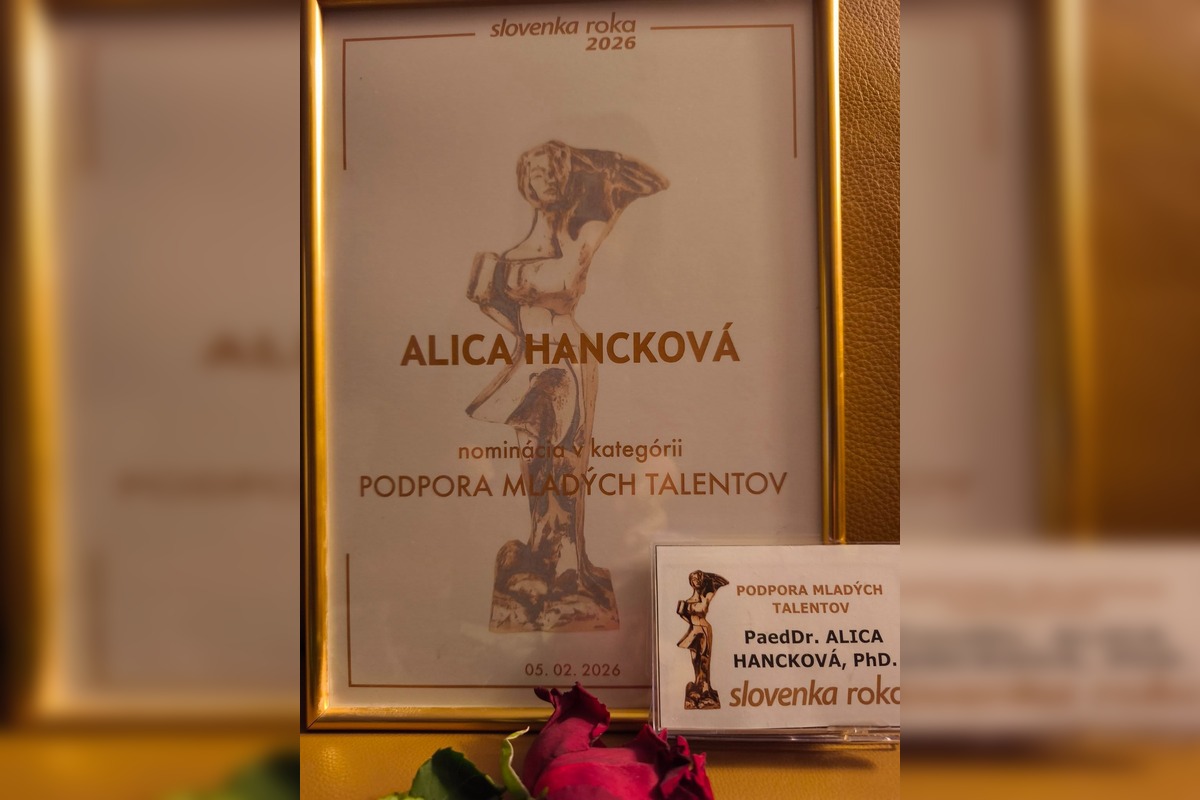 slovenka roka
2026
ALICA HANCKOVÁ
nominácia v kategórii
PODPORA MLADÝCH TALENTOV
05. 02. 2026
PODPORA MLADÝCH
TALENTOV
PaedDr. ALICA
HANCKOVÁ, PhD.
slovenka roka